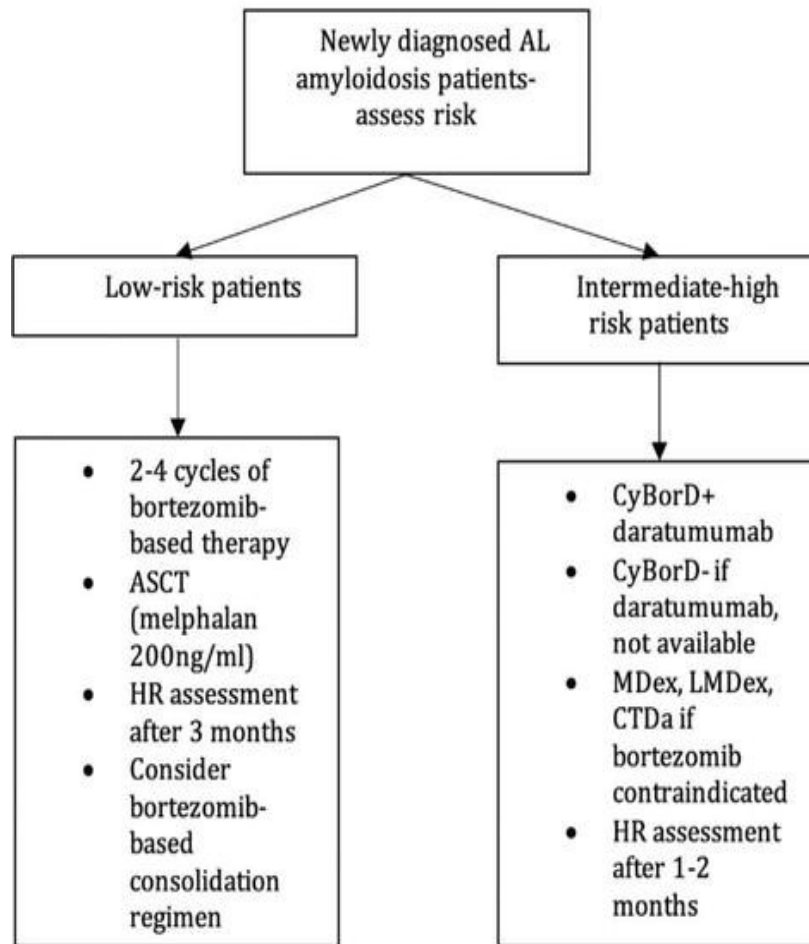 Newly diagnosed AL
amyloidosis patients-
assess risk
Low-risk patients
Intermediate-high
risk patients
• 2-4 cycles of
bortezomib-
based therapy
• ASCT
(melphalan
200ng/ml)
• HR assessment
after 3 months
• Consider
bortezomib-
based
consolidation
regimen
• CyBorD+
daratumumab
• CyBorD- if
daratumumab,
not available
• MDex, LMDex,
CTDa if
bortezomib
contraindicated
• HR assessment
after 1-2
months